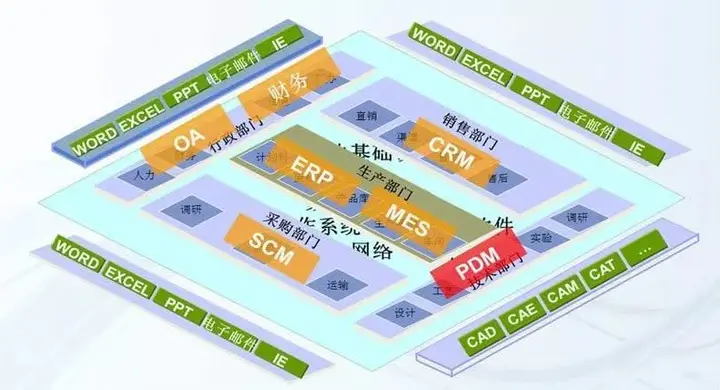 WORD EXCEL PPT 电子邮件 IE
WORD EXCEL PPT 电子邮件 IE
OA
财务
行政部门
人力
直销
销售部门
CRM
售后
基础
ERP
生产部门
MES
调研
采购部门
SCM
运输
系统
网络
件
PDM
技术部门
调研
实验
设计
WORD EXCEL PPT 电子邮件 IE
CAD CAE CAM CAT ...